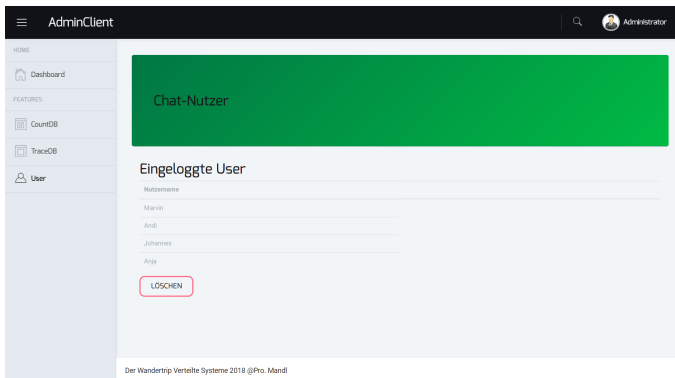 AdminClient
Administrator
HOME
Dashboard
FEATURES
CountDB
TraceDB
User
Chat-Nutzer
Eingeloggte User
Nutzername
Marvin
Andi
Johannes
Anja
LÖSCHEN
Der Wandertrip Verteilte Systeme 2018 @Pro. Mandl